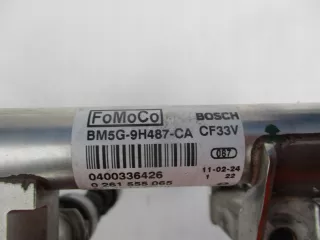 FoMoCo BOSCH
BM5G-9H487-CA CF33V
087
0400336426 11-02-24
0 261 555 065 1 22